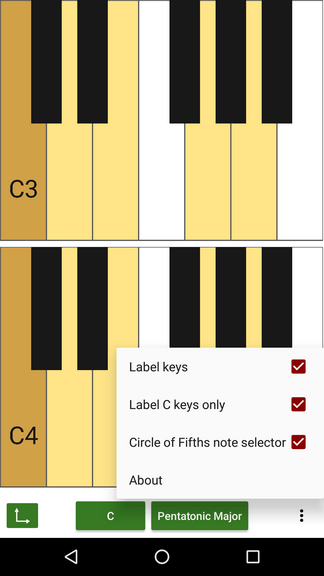 C3
C4
Label keys
Label C keys only
Circle of Fifths note selector
About
C
Pentatonic Major